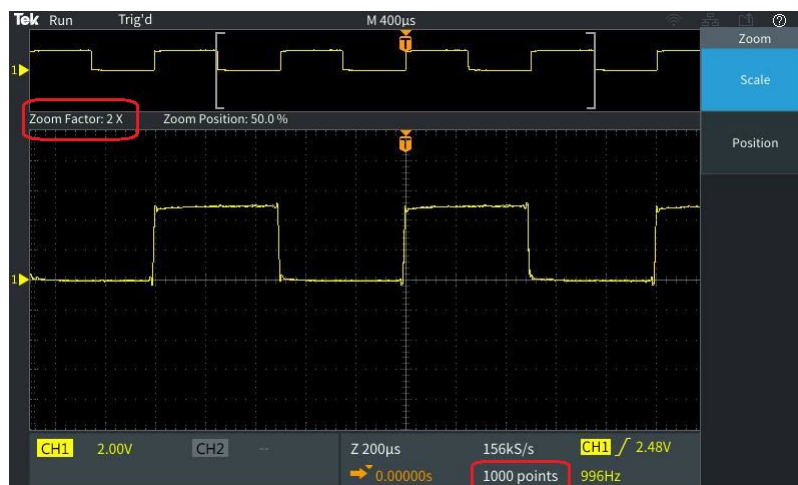 Tek Run Trig'd M 400µs
Zoom
T
1
Scale
Zoom Factor: 2 X Zoom Position: 50.0 %
T
Position
1
CH1 2.00V CH2 -- Z 200µs 156kS/s CH1 2.48V
0.00000s 1000 points 996Hz